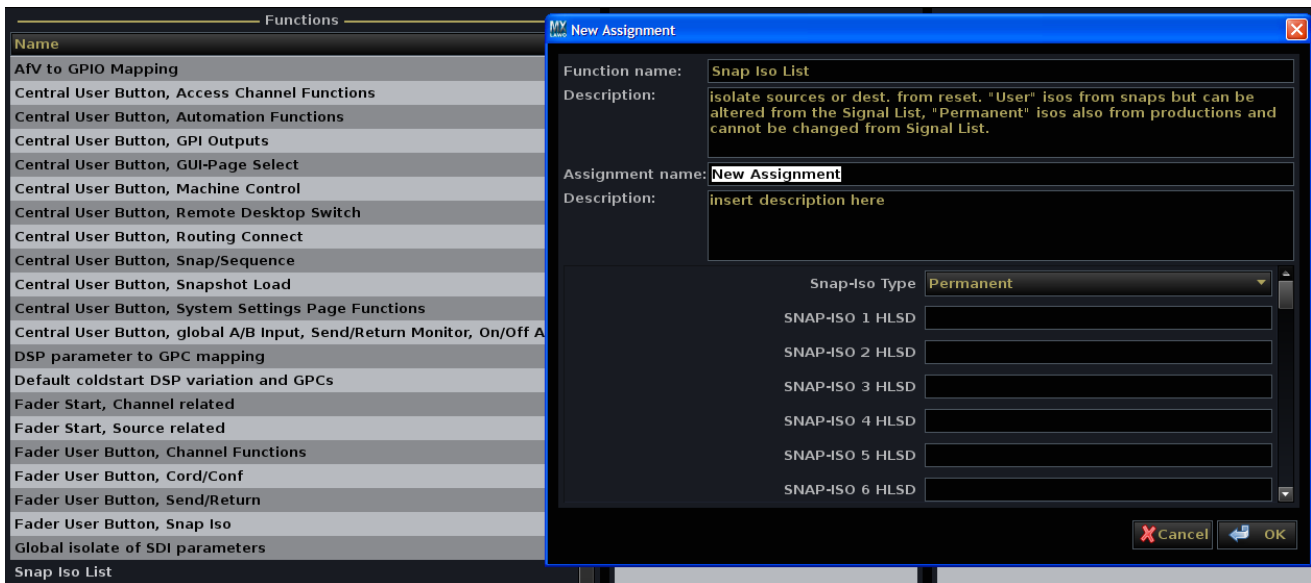 Functions
Name
AfV to GPIO Mapping
Central User Button, Access Channel Functions
Central User Button, Automation Functions
Central User Button, GPI Outputs
Central User Button, GUI-Page Select
Central User Button, Machine Control
Central User Button, Remote Desktop Switch
Central User Button, Routing Connect
Central User Button, Snap/Sequence
Central User Button, Snapshot Load
Central User Button, System Settings Page Functions
Central User Button, global A/B Input, Send/Return Monitor, On/Off A
DSP parameter to GPC mapping
Default coldstart DSP variation and GPCs
Fader Start, Channel related
Fader Start, Source related
Fader User Button, Channel Functions
Fader User Button, Cord/Conf
Fader User Button, Send/Return
Fader User Button, Snap Iso
Global isolate of SDI parameters
Snap Iso List
MX LAWO New Assignment
Function name: Snap Iso List
Description: isolate sources or dest. from reset. "User" isos from snaps but can be
altered from the Signal List, "Permanent" isos also from productions and
cannot be changed from Signal List.
Assignment name: New Assignment
Description: insert description here
Snap-Iso Type Permanent
SNAP-ISO 1 HLSD
SNAP-ISO 2 HLSD
SNAP-ISO 3 HLSD
SNAP-ISO 4 HLSD
SNAP-ISO 5 HLSD
SNAP-ISO 6 HLSD
Cancel OK